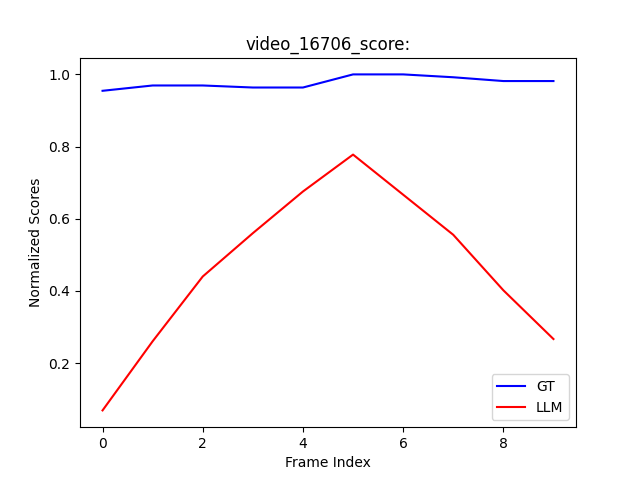 video_16706_score:
Normalized Scores
1.0
0.8
0.6
0.4
0.2
0 2 4 6 8
Frame Index
GT
LLM